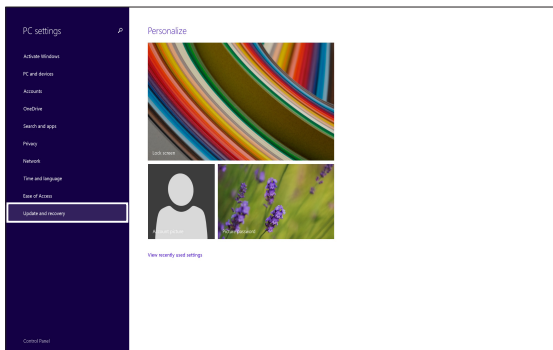 PC settings
Activate Windows
PC and devices
Accounts
OneDrive
Search and apps
Privacy
Network
Time and language
Ease of Access
Update and recovery
Control Panel
Personalize
Lock screen
Account picture
Picture password
View recently used settings